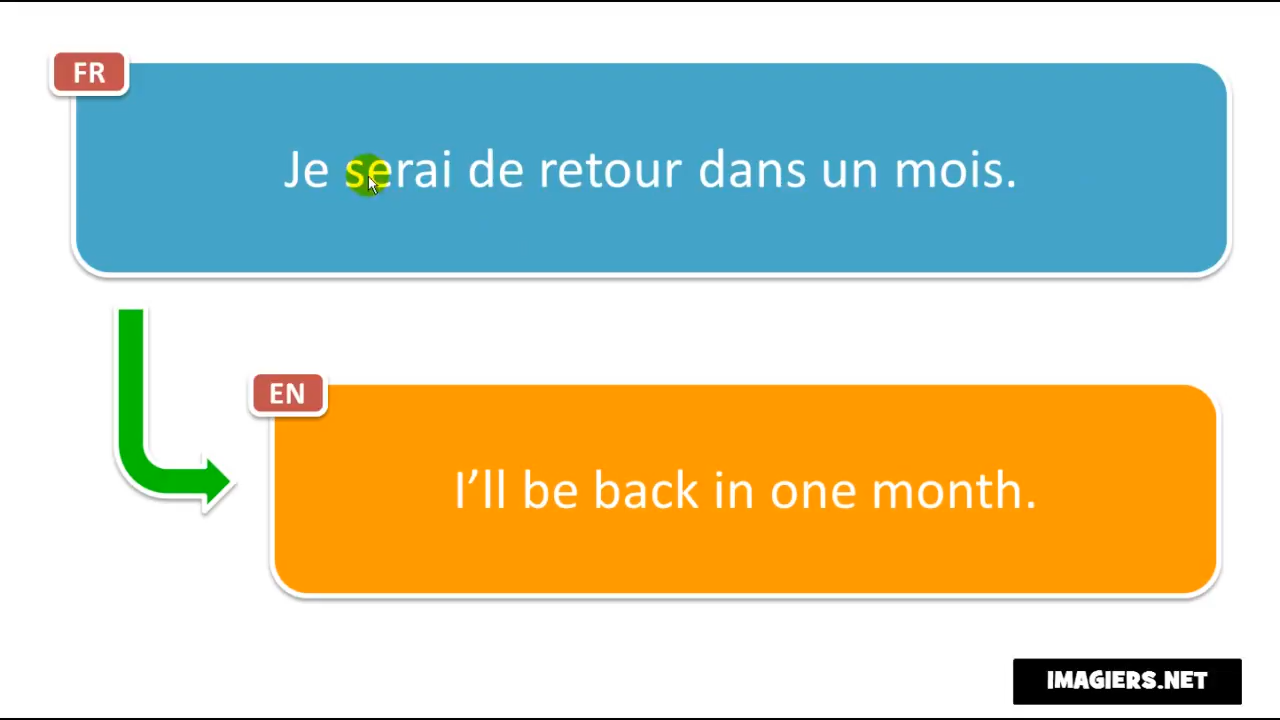 FR
Je serai de retour dans un mois.
EN
I’ll be back in one month.
IMAGIERS.NET